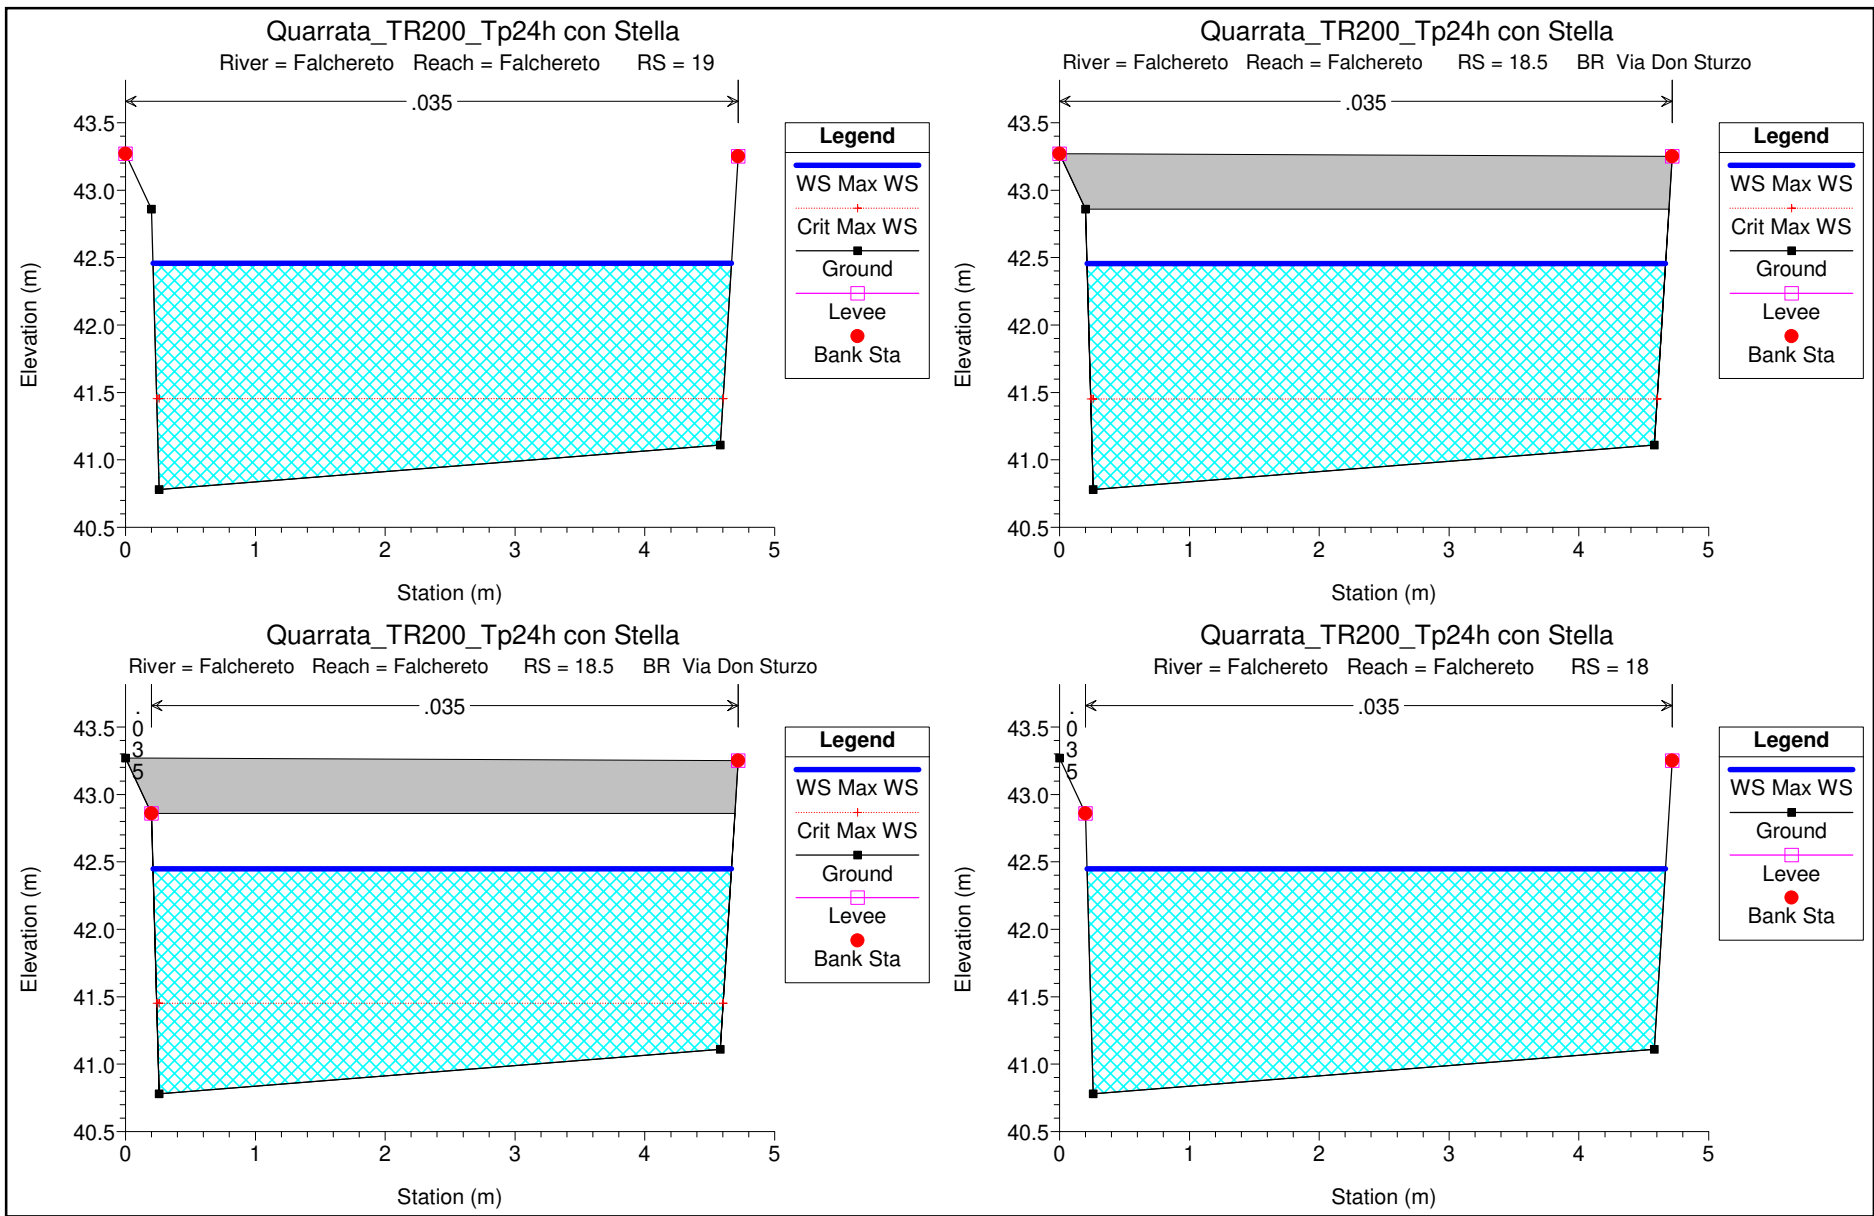 Quarrata_TR200_Tp24h con Stella
River = Falchereto Reach = Falchereto RS = 19
.035
43.5
43.0
42.5
42.0
41.5
41.0
40.5
Elevation (m)
0 1 2 3 4 5
Station (m)
Legend
WS Max WS
Crit Max WS
Ground
Levee
Bank Sta
Quarrata_TR200_Tp24h con Stella
River = Falchereto Reach = Falchereto RS = 18.5 BR Via Don Sturzo
.035
43.5
43.0
42.5
42.0
41.5
41.0
40.5
Elevation (m)
0 1 2 3 4 5
Station (m)
Legend
WS Max WS
Crit Max WS
Ground
Levee
Bank Sta
Quarrata_TR200_Tp24h con Stella
River = Falchereto Reach = Falchereto RS = 18.5 BR Via Don Sturzo
.035
.035
43.5
43.0
42.5
42.0
41.5
41.0
40.5
Elevation (m)
0 1 2 3 4 5
Station (m)
Legend
WS Max WS
Crit Max WS
Ground
Levee
Bank Sta
Quarrata_TR200_Tp24h con Stella
River = Falchereto Reach = Falchereto RS = 18
.035
.035
43.5
43.0
42.5
42.0
41.5
41.0
40.5
Elevation (m)
0 1 2 3 4 5
Station (m)
Legend
WS Max WS
Ground
Levee
Bank Sta